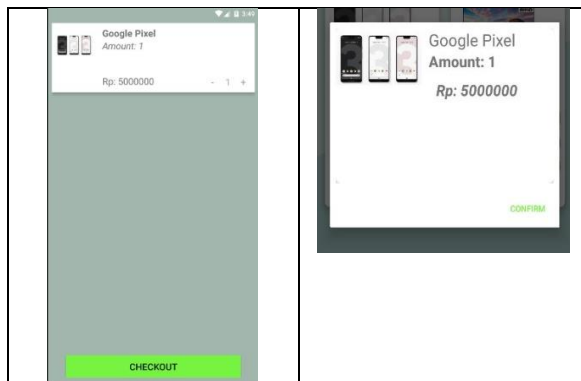 Google Pixel
Amount: 1
Rp: 5000000
- 1 +
CHECKOUT
Google Pixel
Amount: 1
Rp: 5000000
CONFIRM